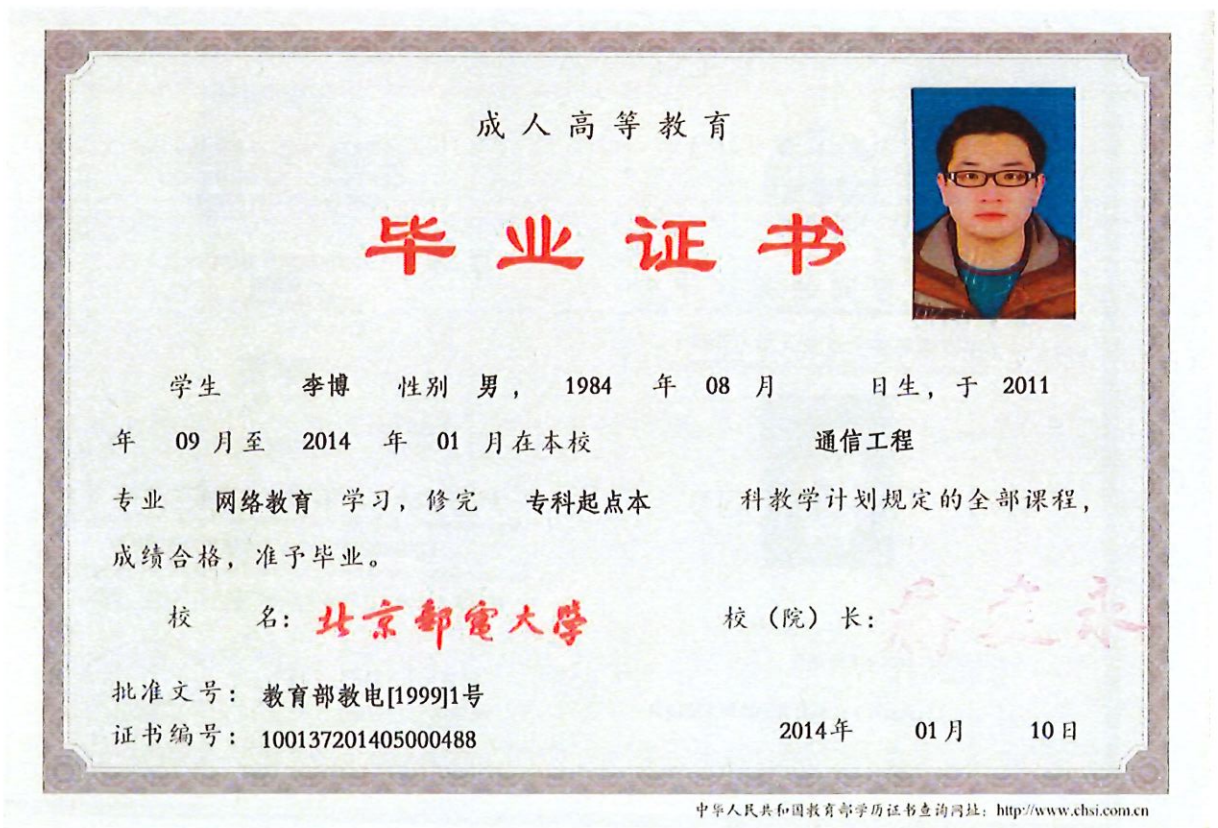 成人高等教育
毕业证书
学生 李博 性别 男， 1984 年 08 月 日生，于 2011
年 09 月至 2014 年 01 月在本校 通信工程
专业 网络教育 学习，修完 专科起点本 科教学计划规定的全部课程，
成绩合格，准予毕业。
校 名：北京邮电大學 校（院）长：
批准文号：教育部教电[1999]1号
证书编号：100137201405000488
2014年 01月 10日
中华人民共和国教育部学历证书查询网址：http://www.chsi.com.cn